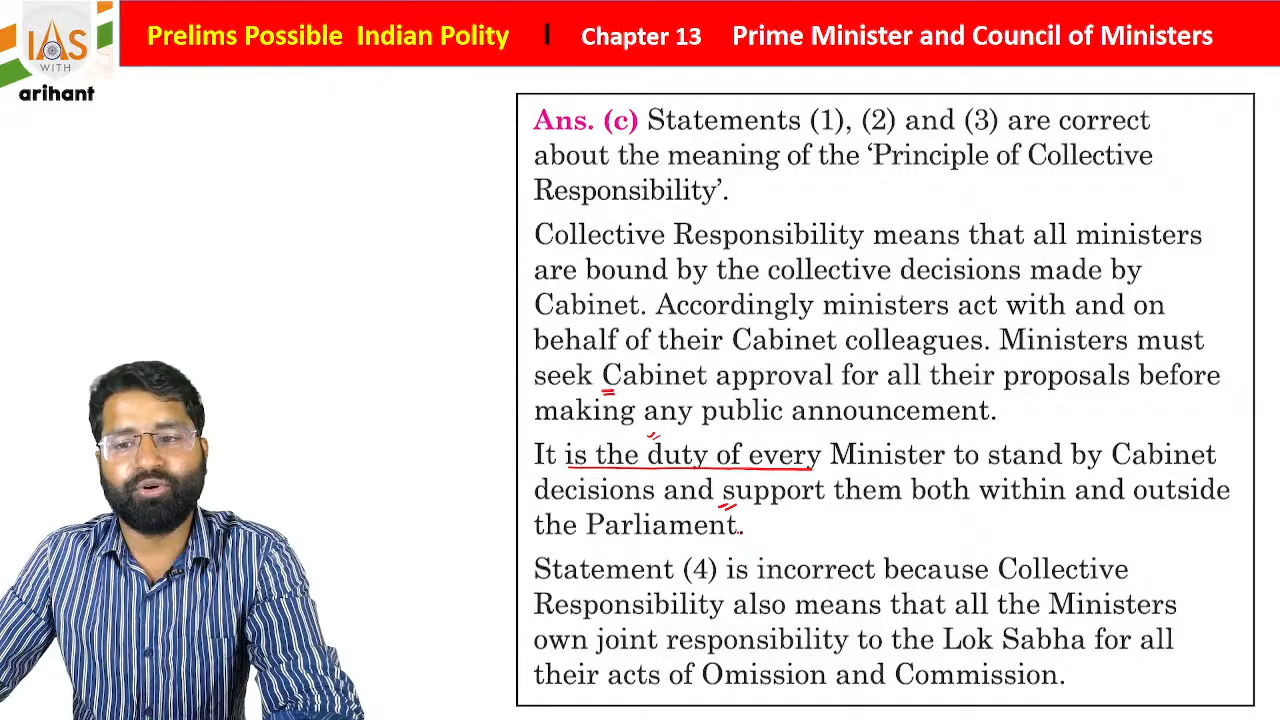 IAS
WITH
arihant
Prelims Possible Indian Polity | Chapter 13 Prime Minister and Council of Ministers
Ans. (c) Statements (1), (2) and (3) are correct
about the meaning of the ‘Principle of Collective
Responsibility’.
Collective Responsibility means that all ministers
are bound by the collective decisions made by
Cabinet. Accordingly ministers act with and on
behalf of their Cabinet colleagues. Ministers must
seek Cabinet approval for all their proposals before
making any public announcement.
It is the duty of every Minister to stand by Cabinet
decisions and support them both within and outside
the Parliament.
Statement (4) is incorrect because Collective
Responsibility also means that all the Ministers
own joint responsibility to the Lok Sabha for all
their acts of Omission and Commission.